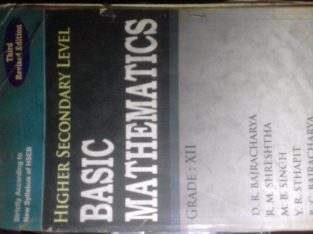 Third
Revised Edition
Strictly According to
New Syllabus of HSEB
HIGHER SECONDARY LEVEL
BASIC
MATHEMATICS
GRADE : XII
D. R. BAJRACHARYA
R. M. SHRESHTHA
M. B. SINGH
Y. R. STHAPIT
B. C. BAJRACHARYA